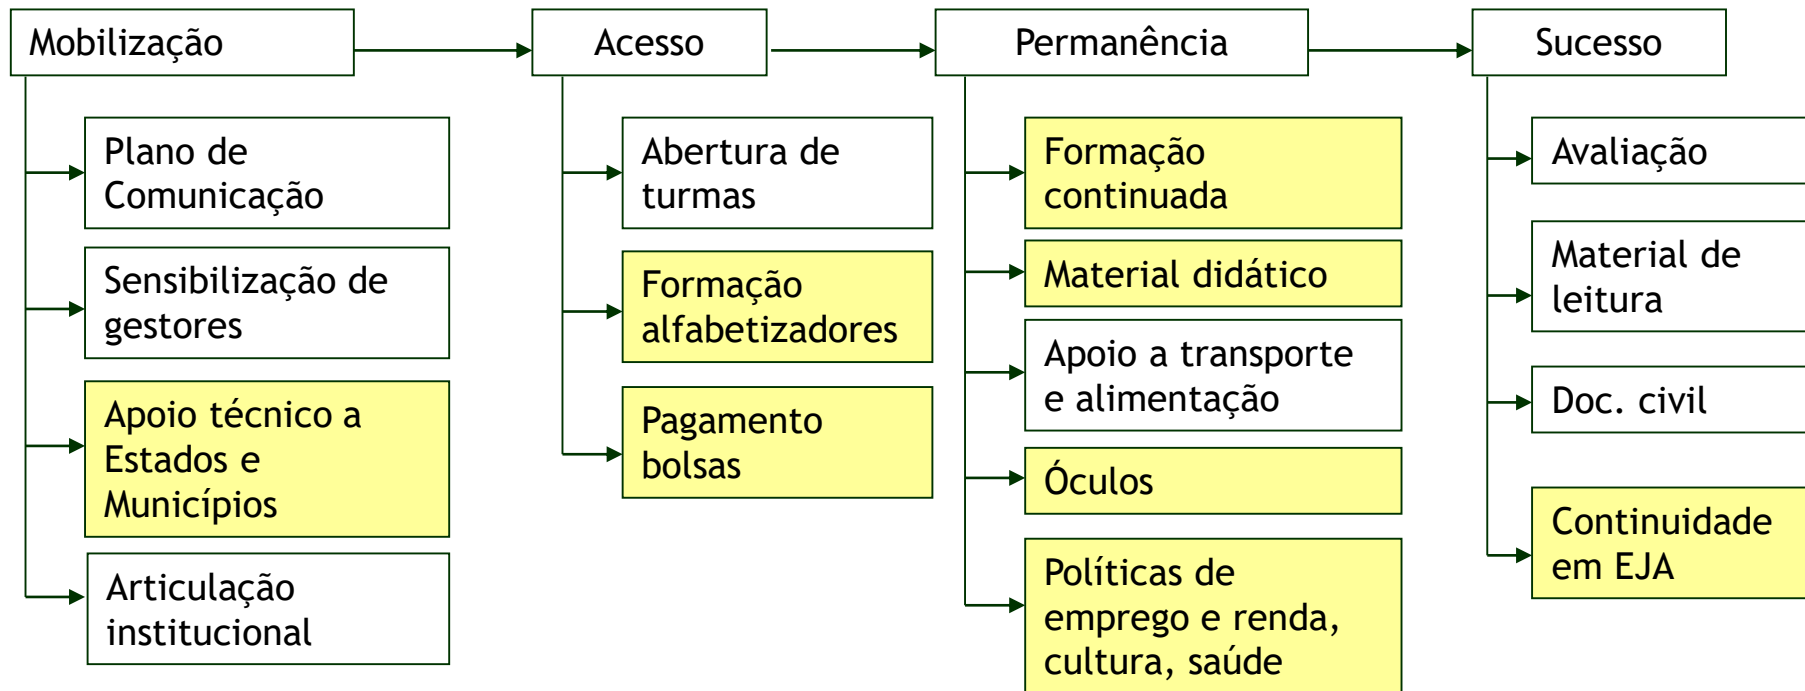 Mobilização
Acesso
Permanência
Sucesso
Plano de
Comunicação
Sensibilização de
gestores
Apoio técnico a
Estados e
Municípios
Articulação
institucional
Abertura de
turmas
Formação
alfabetizadores
Pagamento
bolsas
Formação
continuada
Material didático
Apoio a transporte
e alimentação
Óculos
Políticas de
emprego e renda,
cultura, saúde
Avaliação
Material de
leitura
Doc. civil
Continuidade
em EJA